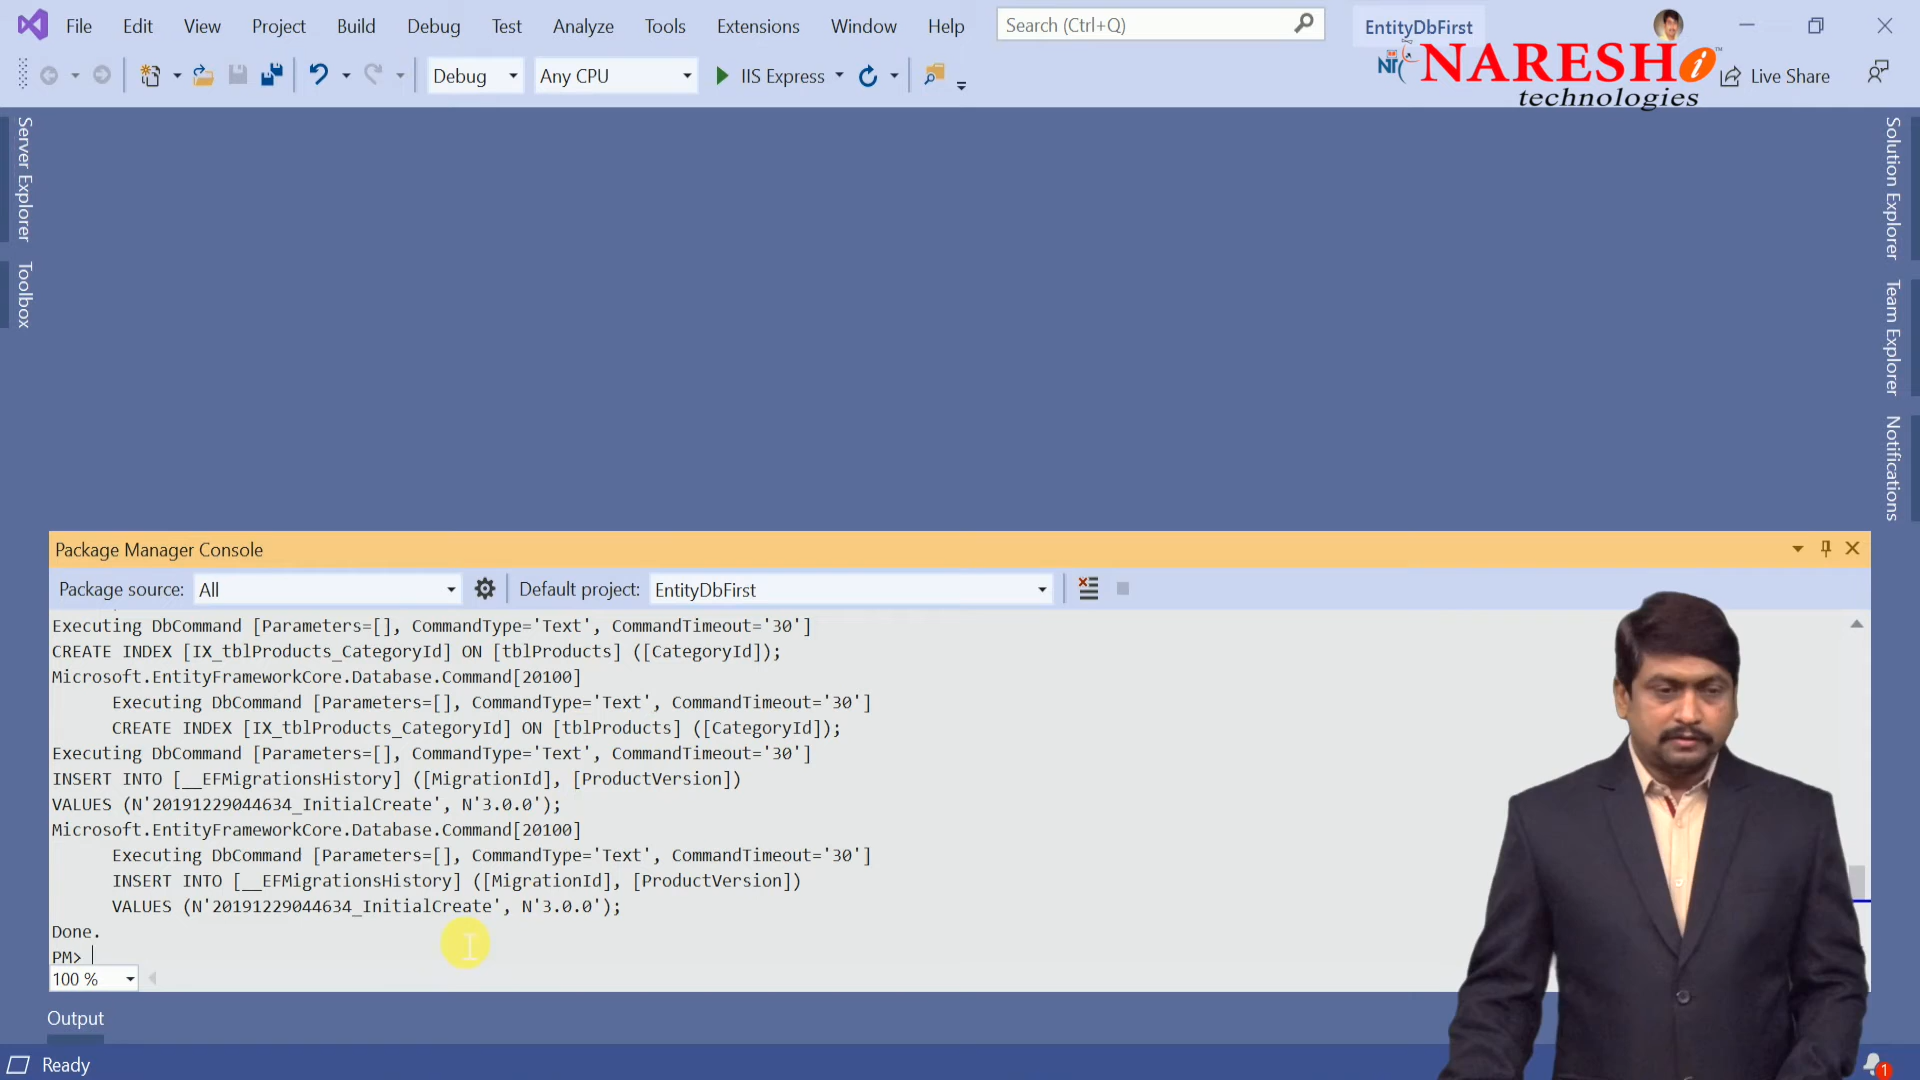 File Edit View Project Build Debug Test Analyze Tools Extensions Window Help Search (Ctrl+Q) EntityDbFirst
Debug Any CPU IIS Express Live Share
NT NARESH i
technologies
Server Explorer
Toolbox
Solution Explorer
Team Explorer
Notifications
Package Manager Console
Package source: All Default project: EntityDbFirst
Executing DbCommand [Parameters=[], CommandType='Text', CommandTimeout='30']
CREATE INDEX [IX_tblProducts_CategoryId] ON [tblProducts] ([CategoryId]);
Microsoft.EntityFrameworkCore.Database.Command[20100]
Executing DbCommand [Parameters=[], CommandType='Text', CommandTimeout='30']
CREATE INDEX [IX_tblProducts_CategoryId] ON [tblProducts] ([CategoryId]);
Executing DbCommand [Parameters=[], CommandType='Text', CommandTimeout='30']
INSERT INTO [__EFMigrationsHistory] ([MigrationId], [ProductVersion])
VALUES (N'20191229044634_InitialCreate', N'3.0.0');
Microsoft.EntityFrameworkCore.Database.Command[20100]
Executing DbCommand [Parameters=[], CommandType='Text', CommandTimeout='30']
INSERT INTO [__EFMigrationsHistory] ([MigrationId], [ProductVersion])
VALUES (N'20191229044634_InitialCreate', N'3.0.0');
Done.
PM>
100 %
Output
Ready
1